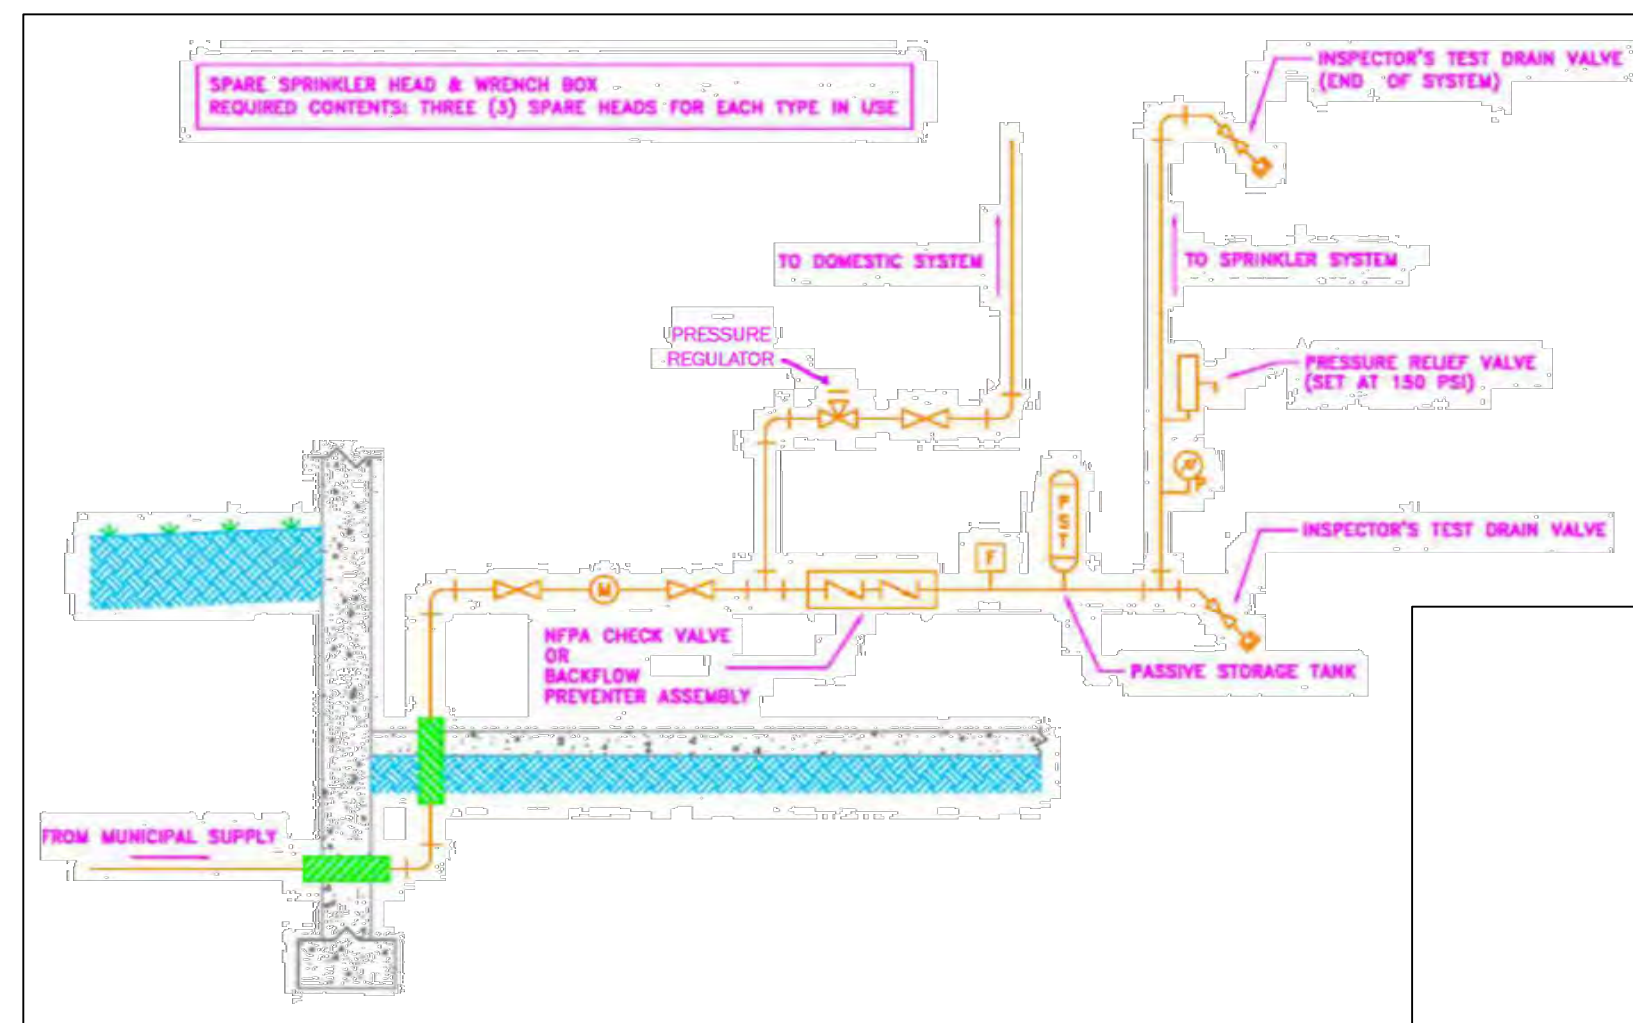 SPARE SPRINKLER HEAD & WRENCH BOX
REQUIRED CONTENTS: THREE (3) SPARE HEADS FOR EACH TYPE IN USE
INSPECTOR'S TEST DRAIN VALVE
(END OF SYSTEM)
TO DOMESTIC SYSTEM
TO SPRINKLER SYSTEM
PRESSURE
REGULATOR
PRESSURE RELIEF VALVE
(SET AT 150 PSI)
PST
INSPECTOR'S TEST DRAIN VALVE
F
M
NFPA CHECK VALVE
OR
BACKFLOW
PREVENTER ASSEMBLY
PASSIVE STORAGE TANK
FROM MUNICIPAL SUPPLY